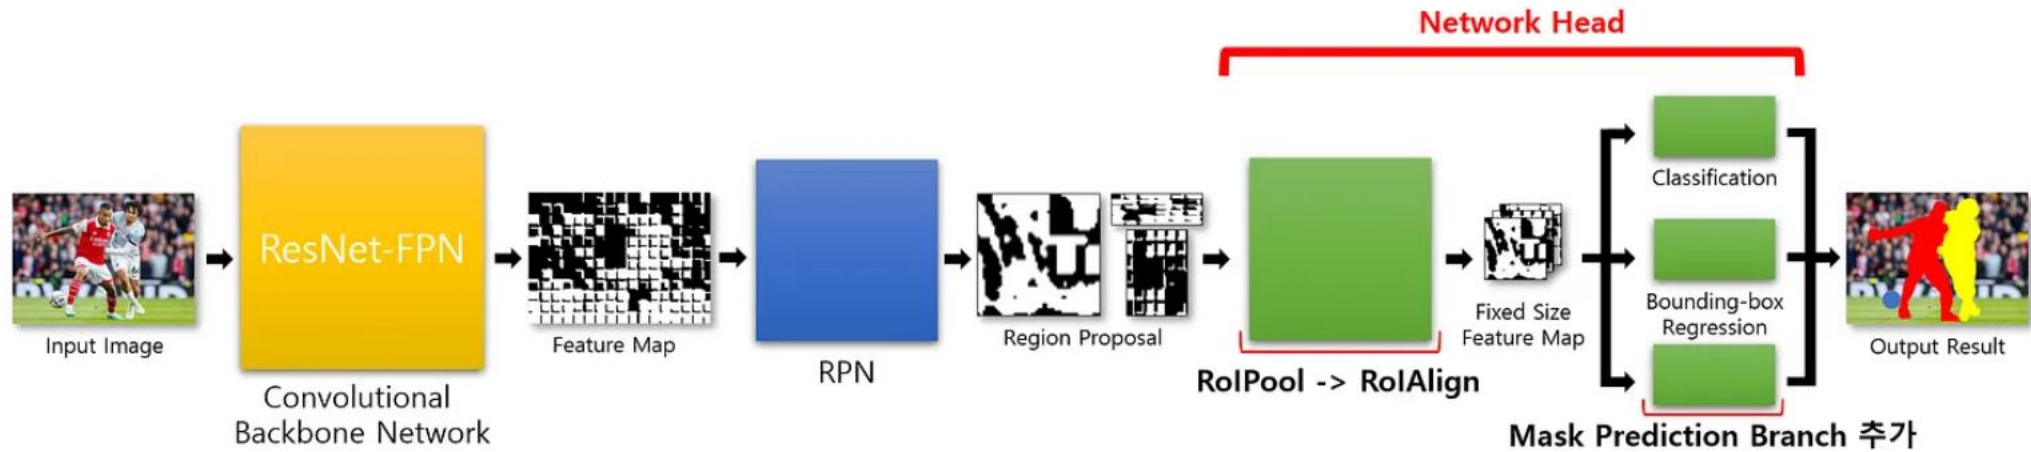 Network Head
ResNet-FPN
Input Image
Convolutional
Backbone Network
Feature Map
RPN
Region Proposal
RoIPool -> RoIAlign
Fixed Size
Feature Map
Classification
Bounding-box
Regression
Mask Prediction Branch 추가
Output Result